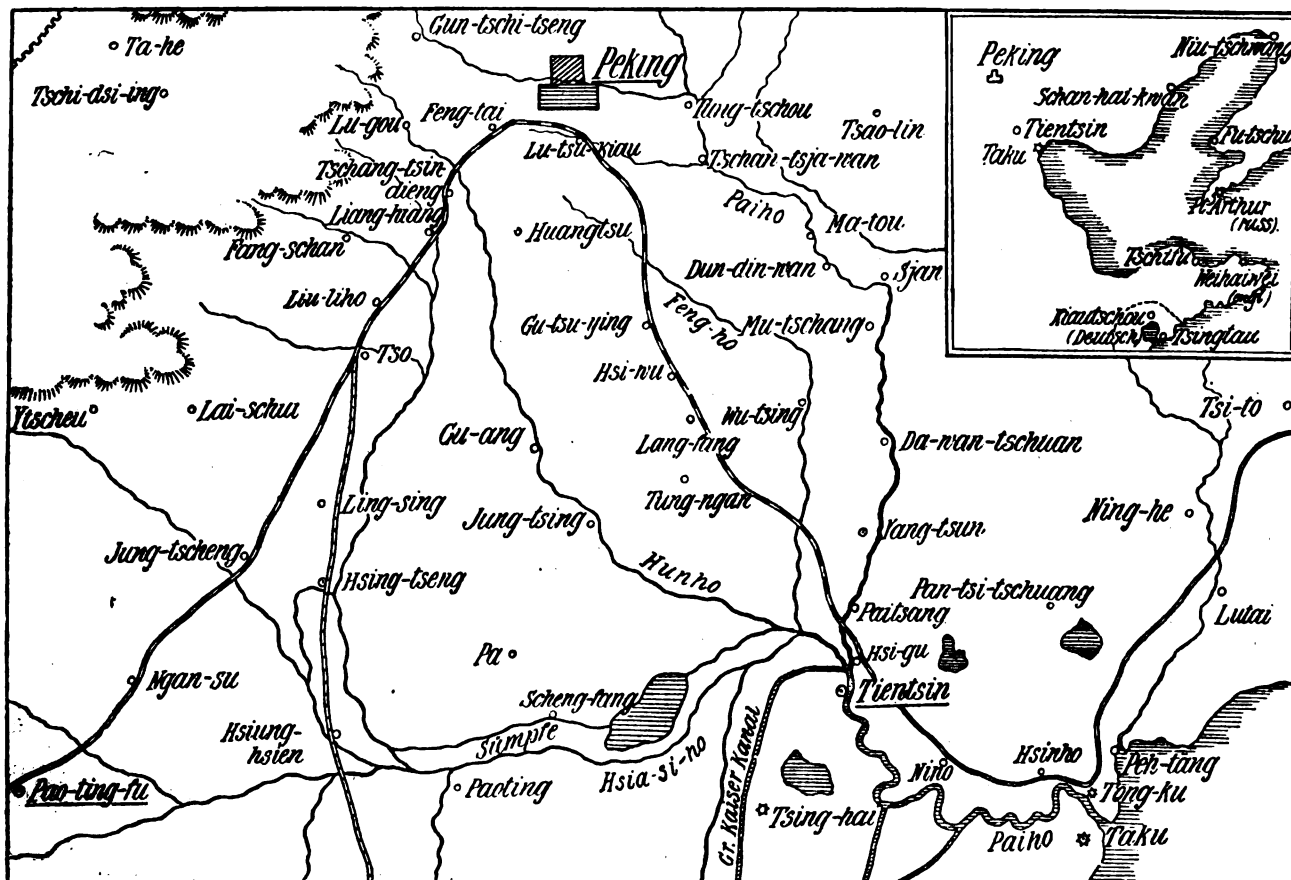 Gun-tschi-tseng
Ta-he
Peking
Tschi-dsi-ing
Lu-gou
Feng-tai
Tung-tschou
Tsao-lin
Lu-tsu-kiau
Tschang-tsin
dieng
Tschan-tsja-wan
Liang-hiang
Paiho
Fang-schan
Huangtsu
Ma-tou
Dun-din-wan
Sjan
Liu-liho
Gu-tsu-ying
Feng-ho
Mu-tschang
Tso
Hsi-wu
Ytscheu
Lai-schui
Wu-tsing
Tsi-to
Gu-ang
Lang-fang
Da-wan-tschuan
Ling-sing
Tung-ngan
Jung-tsing
Ning-he
Yang-tsun
Jung-tscheng
Hsing-tseng
Hunho
Pan-tsi-tschuang
Paitsang
Lutai
Pa
Hsi-gu
Ngan-su
Tientsin
Scheng-fang
Hsiung-
hsien
Sümpfe
Hsia-si-ho
Gr. Kaiser Kanal
Pao-ting-fu
Paoting
Nino
Hsinho
Peh-tang
Tong-ku
Tsing-hai
Paiho
Taku
Peking
Niu-tschwang
Schan-hai-kwan
Tientsin
Taku
Fu-tschu
Pt. Arthur
(russ).
Tschifu
Weihaiwei
(engl)
Kiautschou
(Deutsch)
Tsingtau